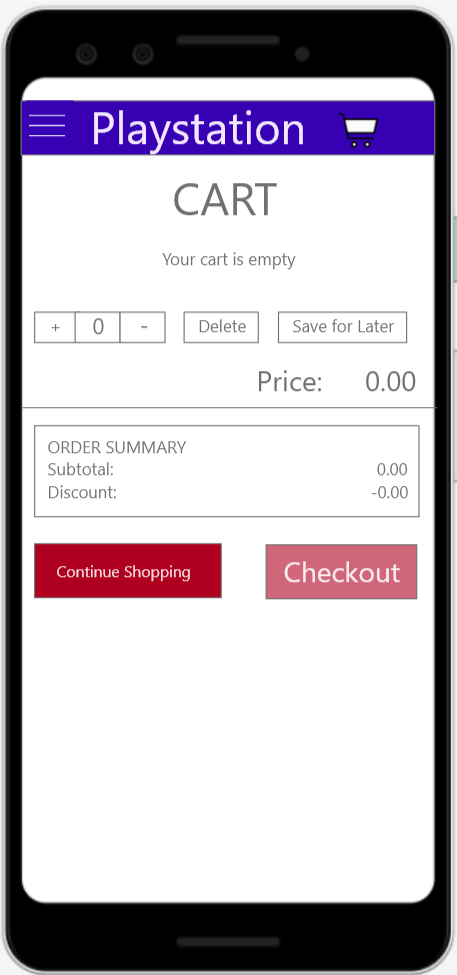 Playstation
CART
Your cart is empty
+ 0 - Delete Save for Later
Price: 0.00
ORDER SUMMARY
Subtotal: 0.00
Discount: -0.00
Continue Shopping Checkout